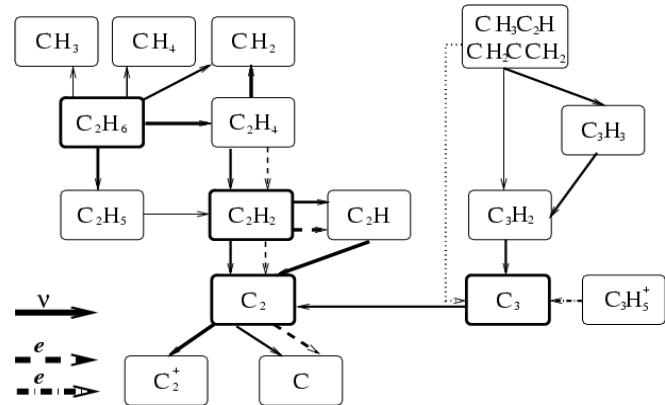 CH₃
CH₄
CH₂
CH₃C₂H
CH₂CCH₂
C₂H₆
C₂H₄
C₃H₃
C₂H₅
C₂H₂
C₂H
C₃H₂
C₂
C₃
C₃H₅⁺
ν
e
e
C₂⁺
C